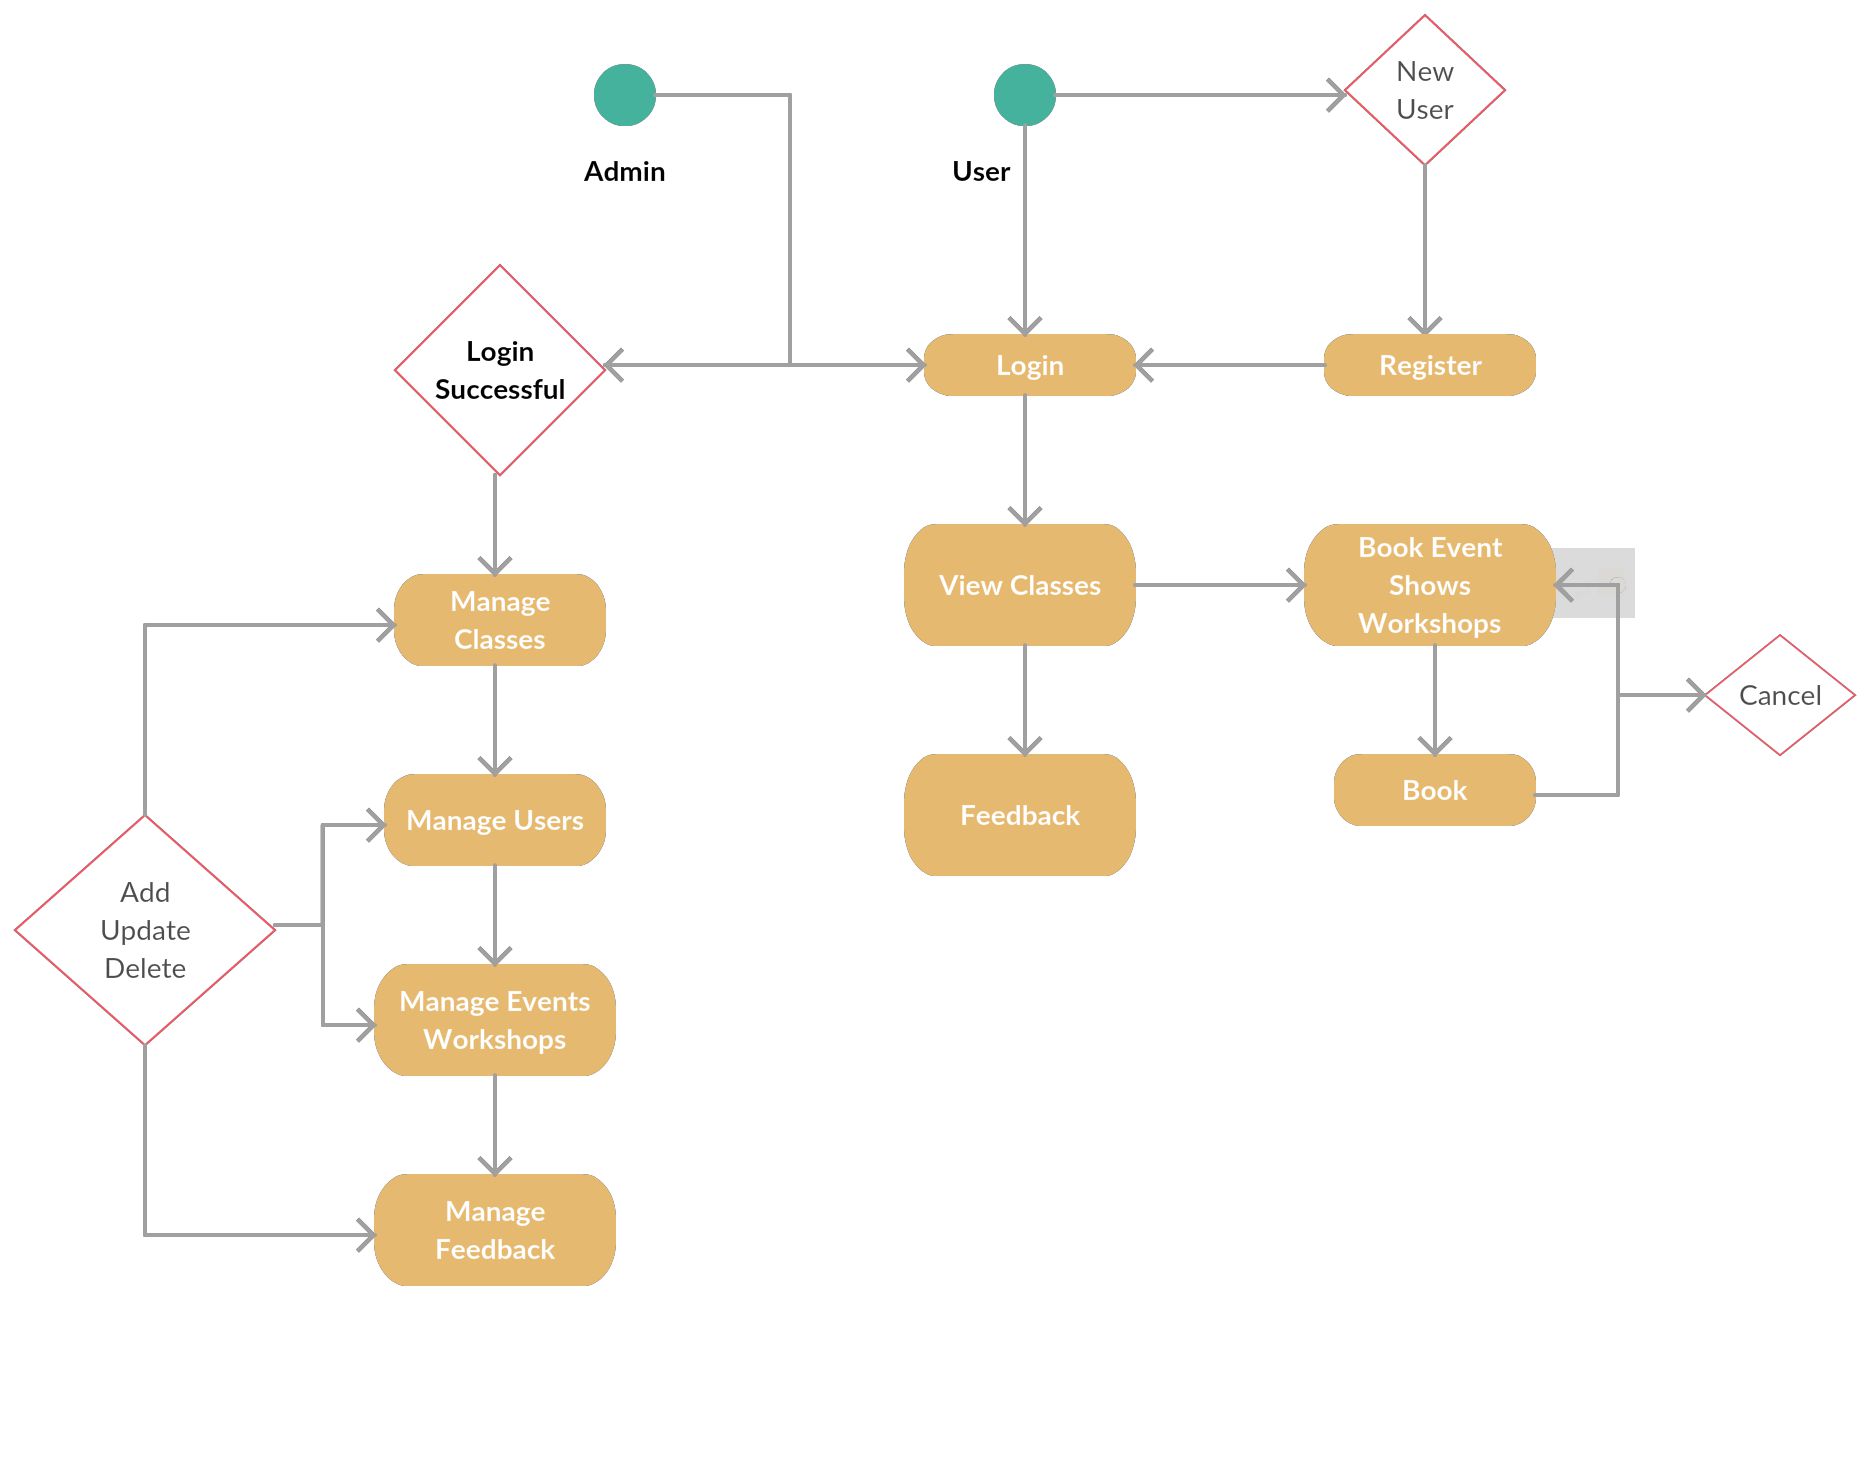 New
User
Admin
User
Login
Successful
Login
Register
Manage
Classes
View Classes
Book Event
Shows
Workshops
Cancel
Manage Users
Feedback
Book
Add
Update
Delete
Manage Events
Workshops
Manage
Feedback